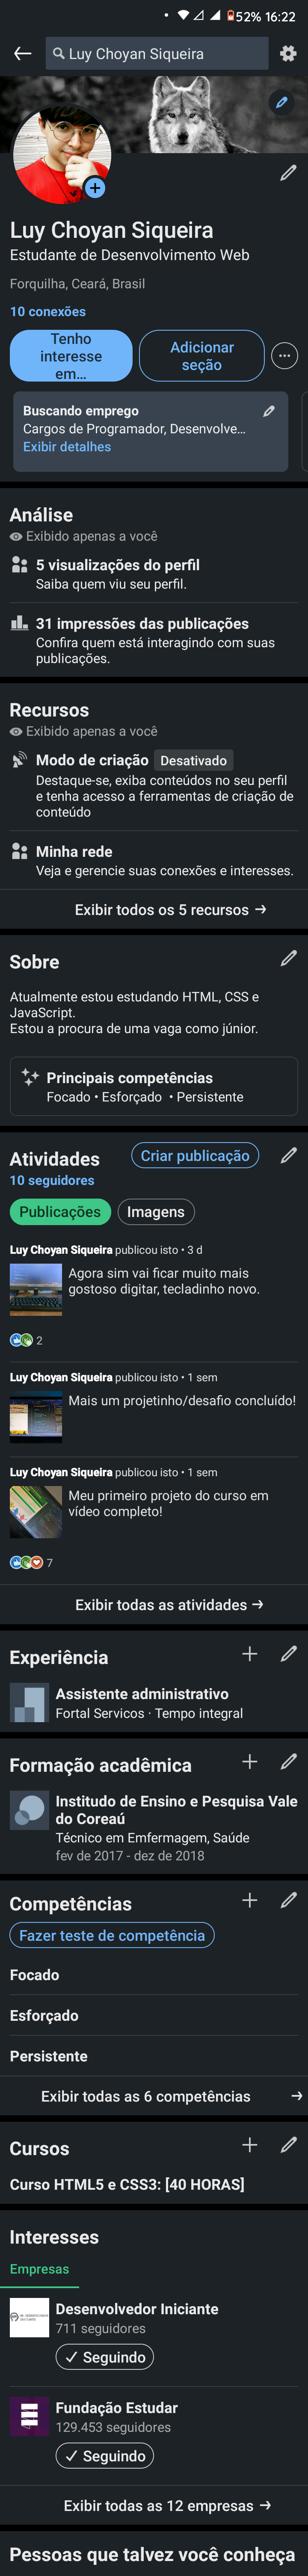 52% 16:22
Luy Choyan Siqueira
Luy Choyan Siqueira
Estudante de Desenvolvimento Web
Forquilha, Ceará, Brasil
10 conexões
Tenho
interesse
em...
Adicionar
seção
Buscando emprego
Cargos de Programador, Desenvolve...
Exibir detalhes
Análise
Exibido apenas a você
5 visualizações do perfil
Saiba quem viu seu perfil.
31 impressões das publicações
Confira quem está interagindo com suas
publicações.
Recursos
Exibido apenas a você
Modo de criação Desativado
Destaque-se, exiba conteúdos no seu perfil
e tenha acesso a ferramentas de criação de
conteúdo
Minha rede
Veja e gerencie suas conexões e interesses.
Exibir todos os 5 recursos →
Sobre
Atualmente estou estudando HTML, CSS e
JavaScript.
Estou a procura de uma vaga como júnior.
Principais competências
Focado • Esforçado • Persistente
Atividades
Criar publicação
10 seguidores
Publicações Imagens
Luy Choyan Siqueira publicou isto • 3 d
Agora sim vai ficar muito mais
gostoso digitar, tecladinho novo.
2
Luy Choyan Siqueira publicou isto • 1 sem
Mais um projetinho/desafio concluído!
Luy Choyan Siqueira publicou isto • 1 sem
Meu primeiro projeto do curso em
vídeo completo!
7
Exibir todas as atividades →
Experiência
Assistente administrativo
Fortal Servicos · Tempo integral
Formação acadêmica
Institudo de Ensino e Pesquisa Vale
do Coreaú
Técnico em Emfermagem, Saúde
fev de 2017 - dez de 2018
Competências
Fazer teste de competência
Focado
Esforçado
Persistente
Exibir todas as 6 competências →
Cursos
Curso HTML5 e CSS3: [40 HORAS]
Interesses
Empresas
Desenvolvedor Iniciante
711 seguidores
✓ Seguindo
Fundação Estudar
129.453 seguidores
✓ Seguindo
Exibir todas as 12 empresas →
Pessoas que talvez você conheça